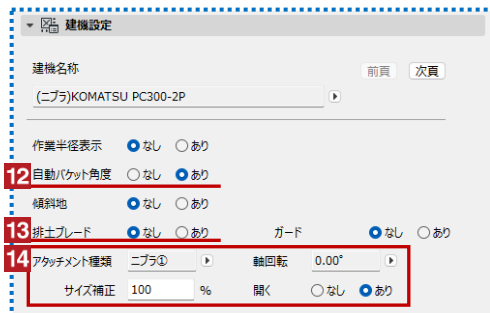 建機設定
建機名称 前頁 次頁
(ニブラ)KOMATSU PC300-2P
作業半径表示 なし あり
12 自動バケット角度 なし あり
傾斜地 なし あり
13 排土ブレード なし あり ガード なし あり
14 アタッチメント種類 ニブラ① 軸回転 0.00°
サイズ補正 100 % 開く なし あり